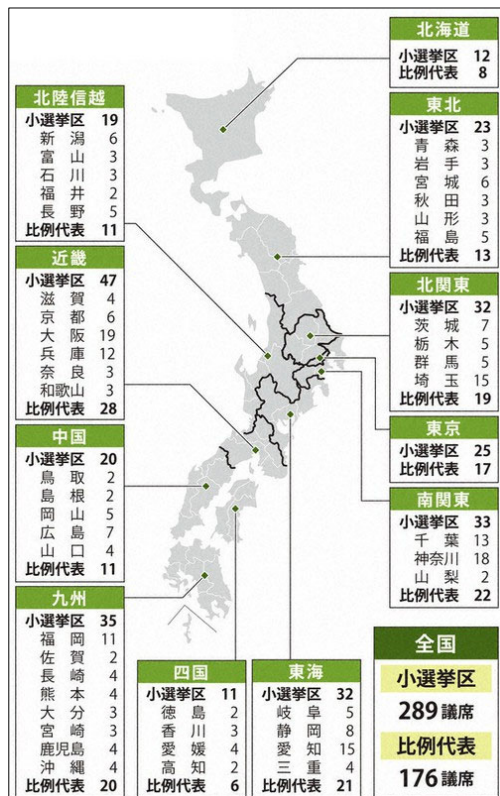 北海道
小選挙区 12
比例代表 8
北陸信越
小選挙区 19
新潟 6
富山 3
石川 3
福井 2
長野 5
比例代表 11
東北
小選挙区 23
青森 3
岩手 3
宮城 6
秋田 3
山形 3
福島 5
比例代表 13
近畿
小選挙区 47
滋賀 4
京都 6
大阪 19
兵庫 12
奈良 3
和歌山 3
比例代表 28
北関東
小選挙区 32
茨城 7
栃木 5
群馬 5
埼玉 15
比例代表 19
東京
小選挙区 25
比例代表 17
中国
小選挙区 20
鳥取 2
島根 2
岡山 5
広島 7
山口 4
比例代表 11
南関東
小選挙区 33
千葉 13
神奈川 18
山梨 2
比例代表 22
九州
小選挙区 35
福岡 11
佐賀 2
長崎 4
熊本 4
大分 3
宮崎 3
鹿児島 4
沖縄 4
比例代表 20
四国
小選挙区 11
徳島 2
香川 3
愛媛 4
高知 2
比例代表 6
東海
小選挙区 32
岐阜 5
静岡 8
愛知 15
三重 4
比例代表 21
全国
小選挙区
289議席
比例代表
176議席